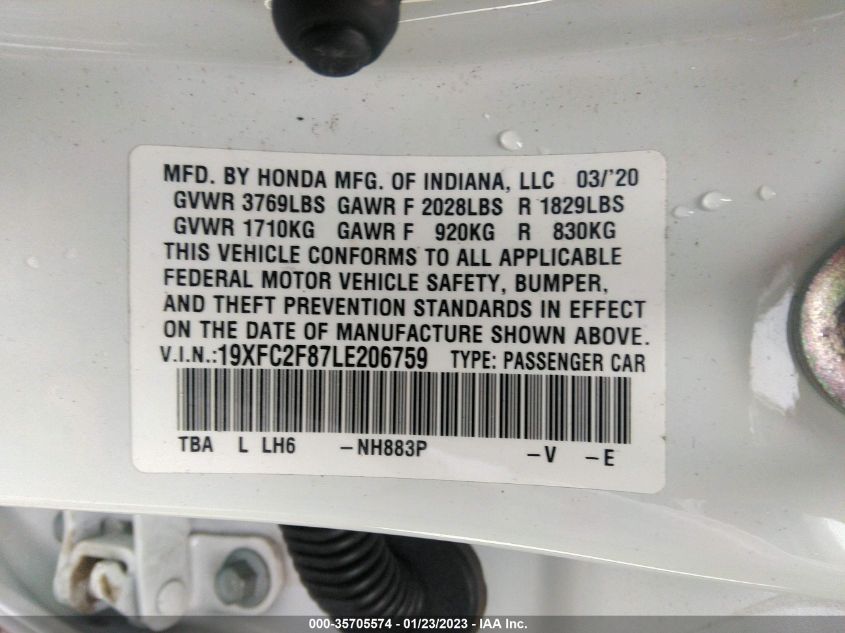 MFD. BY HONDA MFG. OF INDIANA, LLC 03/'20
GVWR 3769LBS GAWR F 2028LBS R 1829LBS
GVWR 1710KG GAWR F 920KG R 830KG
THIS VEHICLE CONFORMS TO ALL APPLICABLE
FEDERAL MOTOR VEHICLE SAFETY, BUMPER,
AND THEFT PREVENTION STANDARDS IN EFFECT
ON THE DATE OF MANUFACTURE SHOWN ABOVE.
V.I.N.:19XFC2F87LE206759 TYPE: PASSENGER CAR
TBA L LH6 –NH883P –V –E
000-35705574 - 01/23/2023 - IAA Inc.